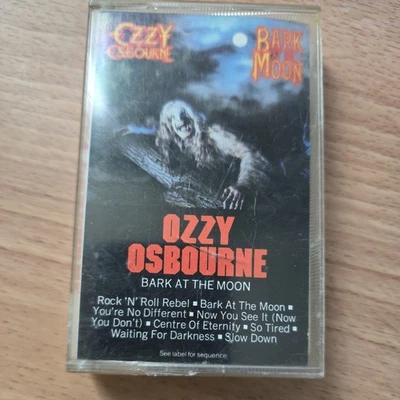 OZZY
OSBOURNE
BARK
AT THE
MOON
OZZY
OSBOURNE
BARK AT THE MOON
Rock 'N' Roll Rebel ▪ Bark At The Moon ▪
You're No Different ▪ Now You See It (Now
You Don't) ▪ Centre Of Eternity ▪ So Tired ▪
Waiting For Darkness ▪ Slow Down
See label for sequence